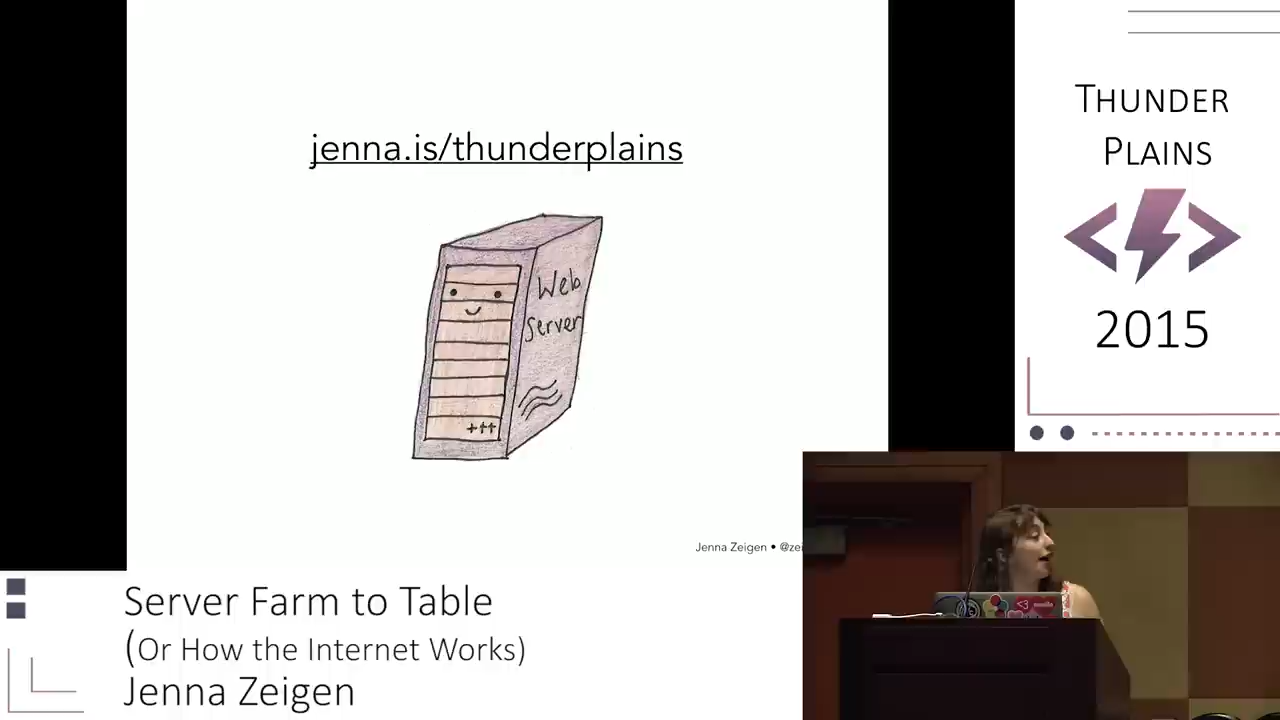 jenna.is/thunderplains
Web
Server
Jenna Zeigen • @zei
THUNDER
PLAINS
2015
Server Farm to Table
(Or How the Internet Works)
Jenna Zeigen